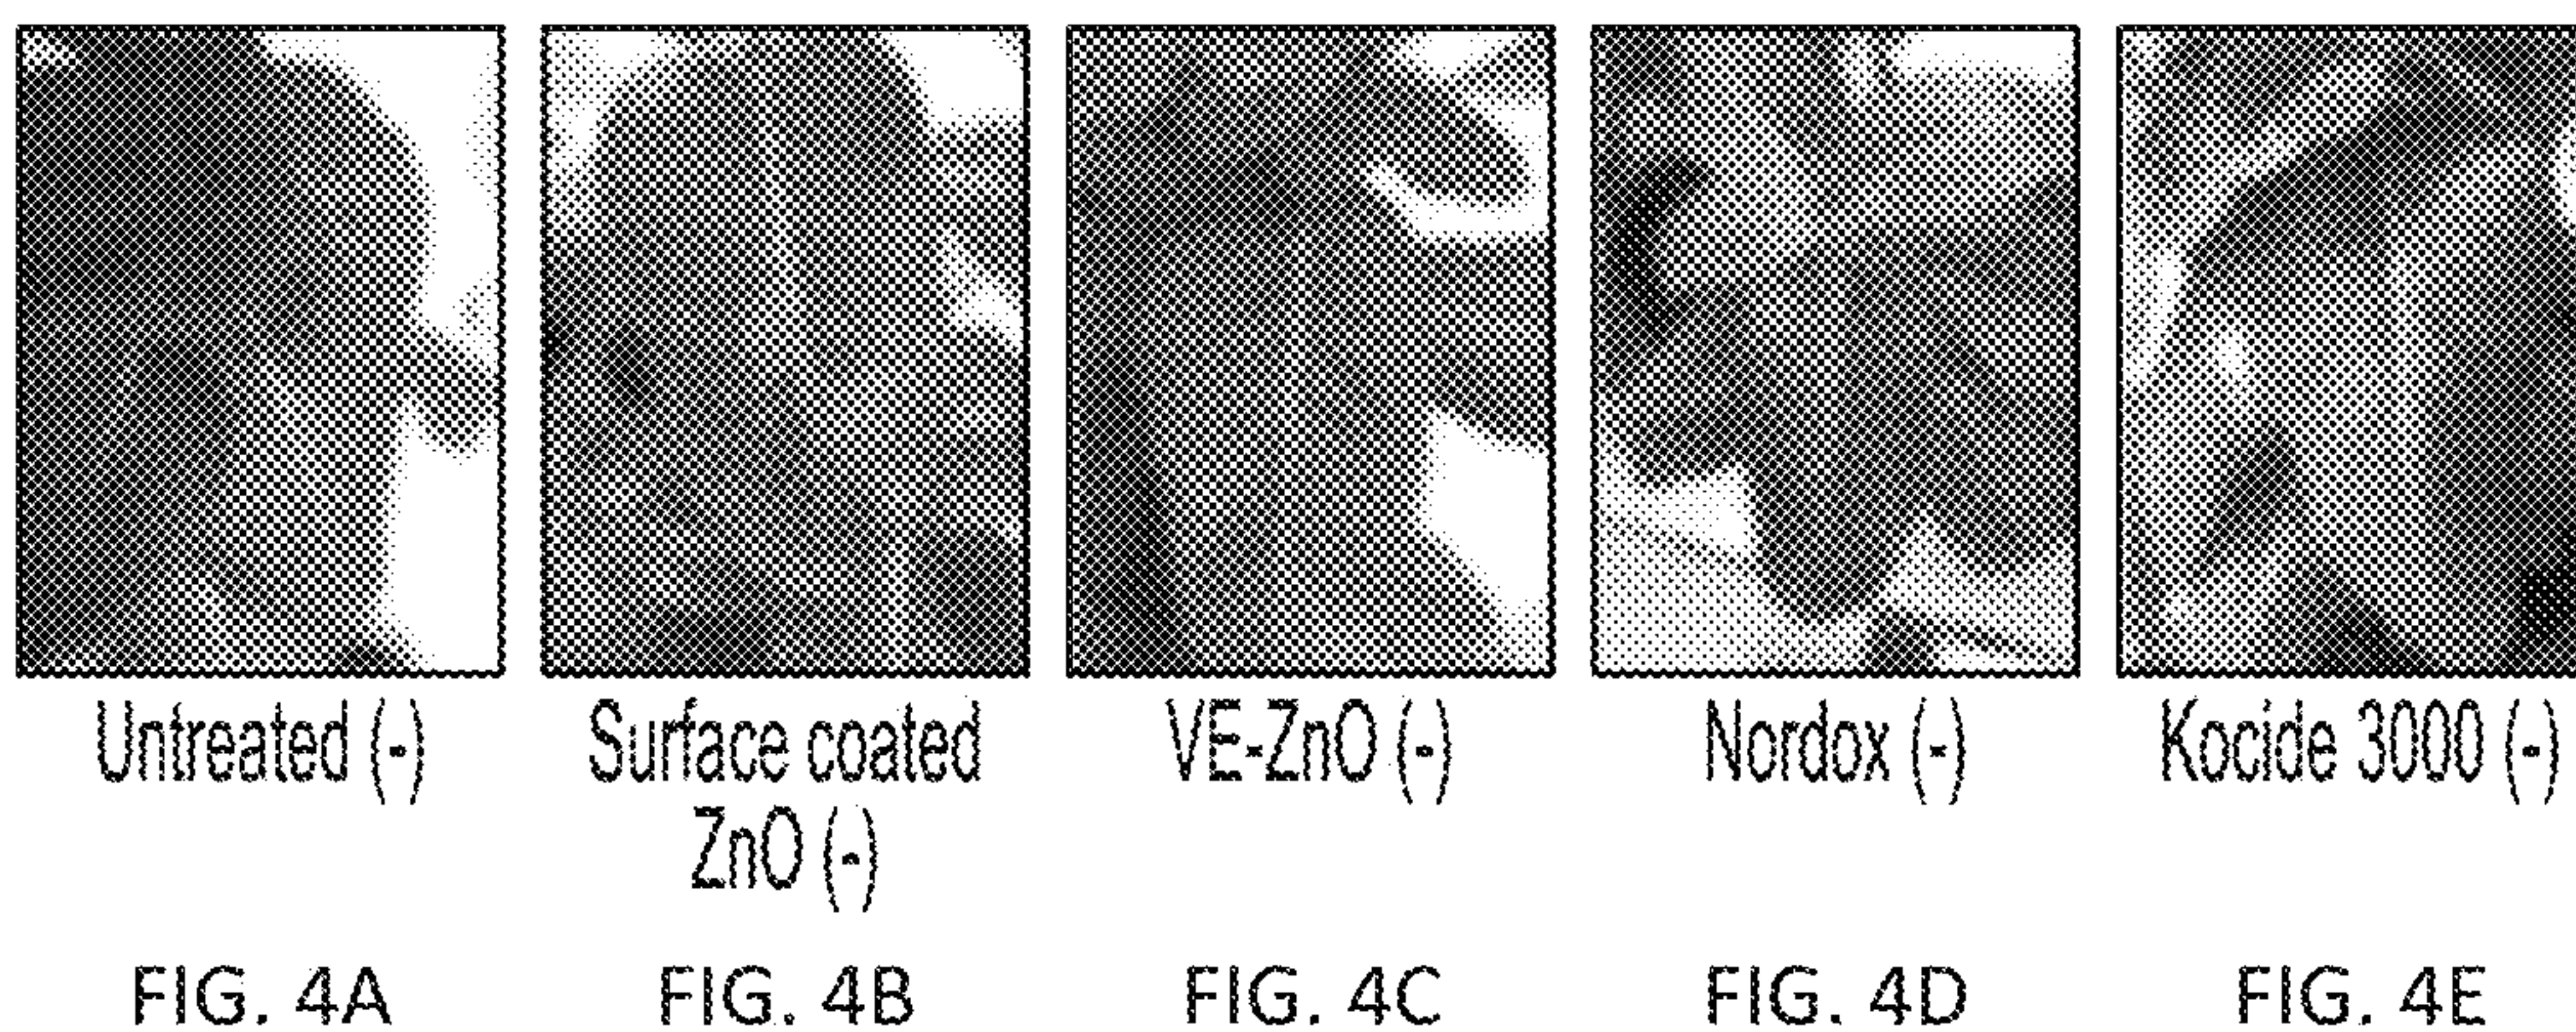 Untreated (-)
Surface coated
ZnO (-)
VE-ZnO (-)
Nordox (-)
Kocide 3000 (-)
FIG. 4A
FIG. 4B
FIG. 4C
FIG. 4D
FIG. 4E